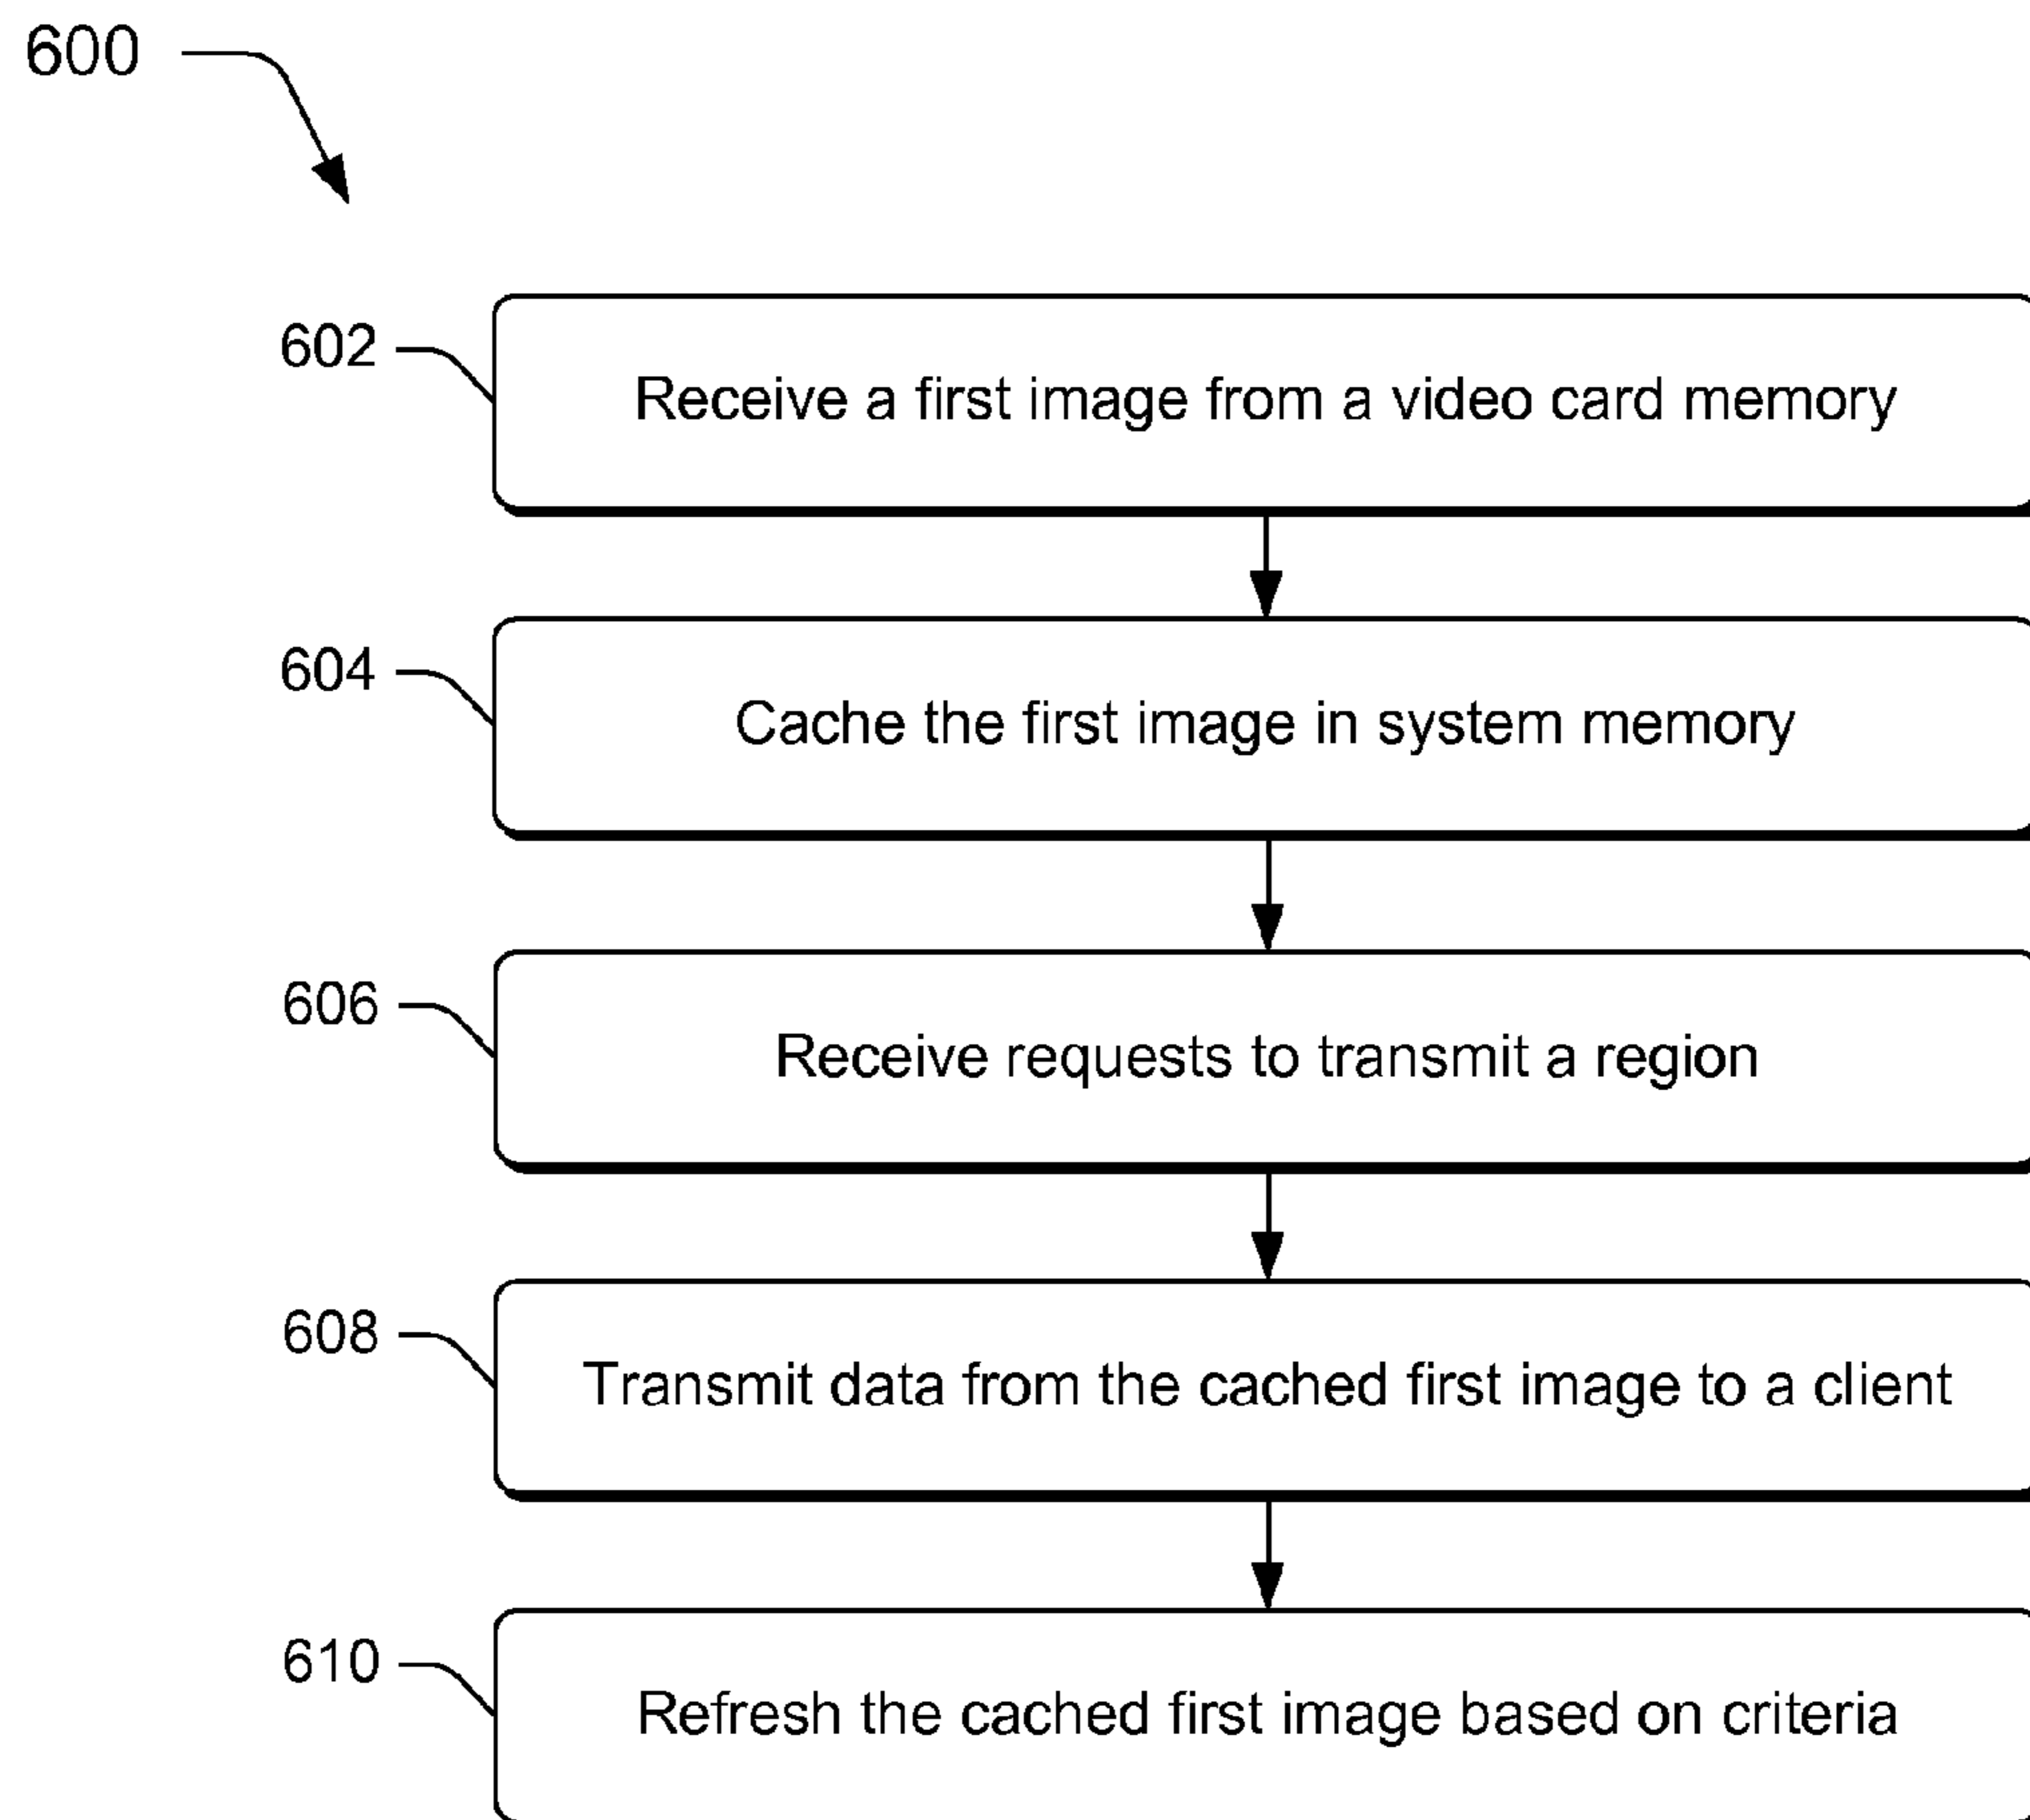 600
602
Receive a first image from a video card memory
604
Cache the first image in system memory
606
Receive requests to transmit a region
608
Transmit data from the cached first image to a client
610
Refresh the cached first image based on criteria